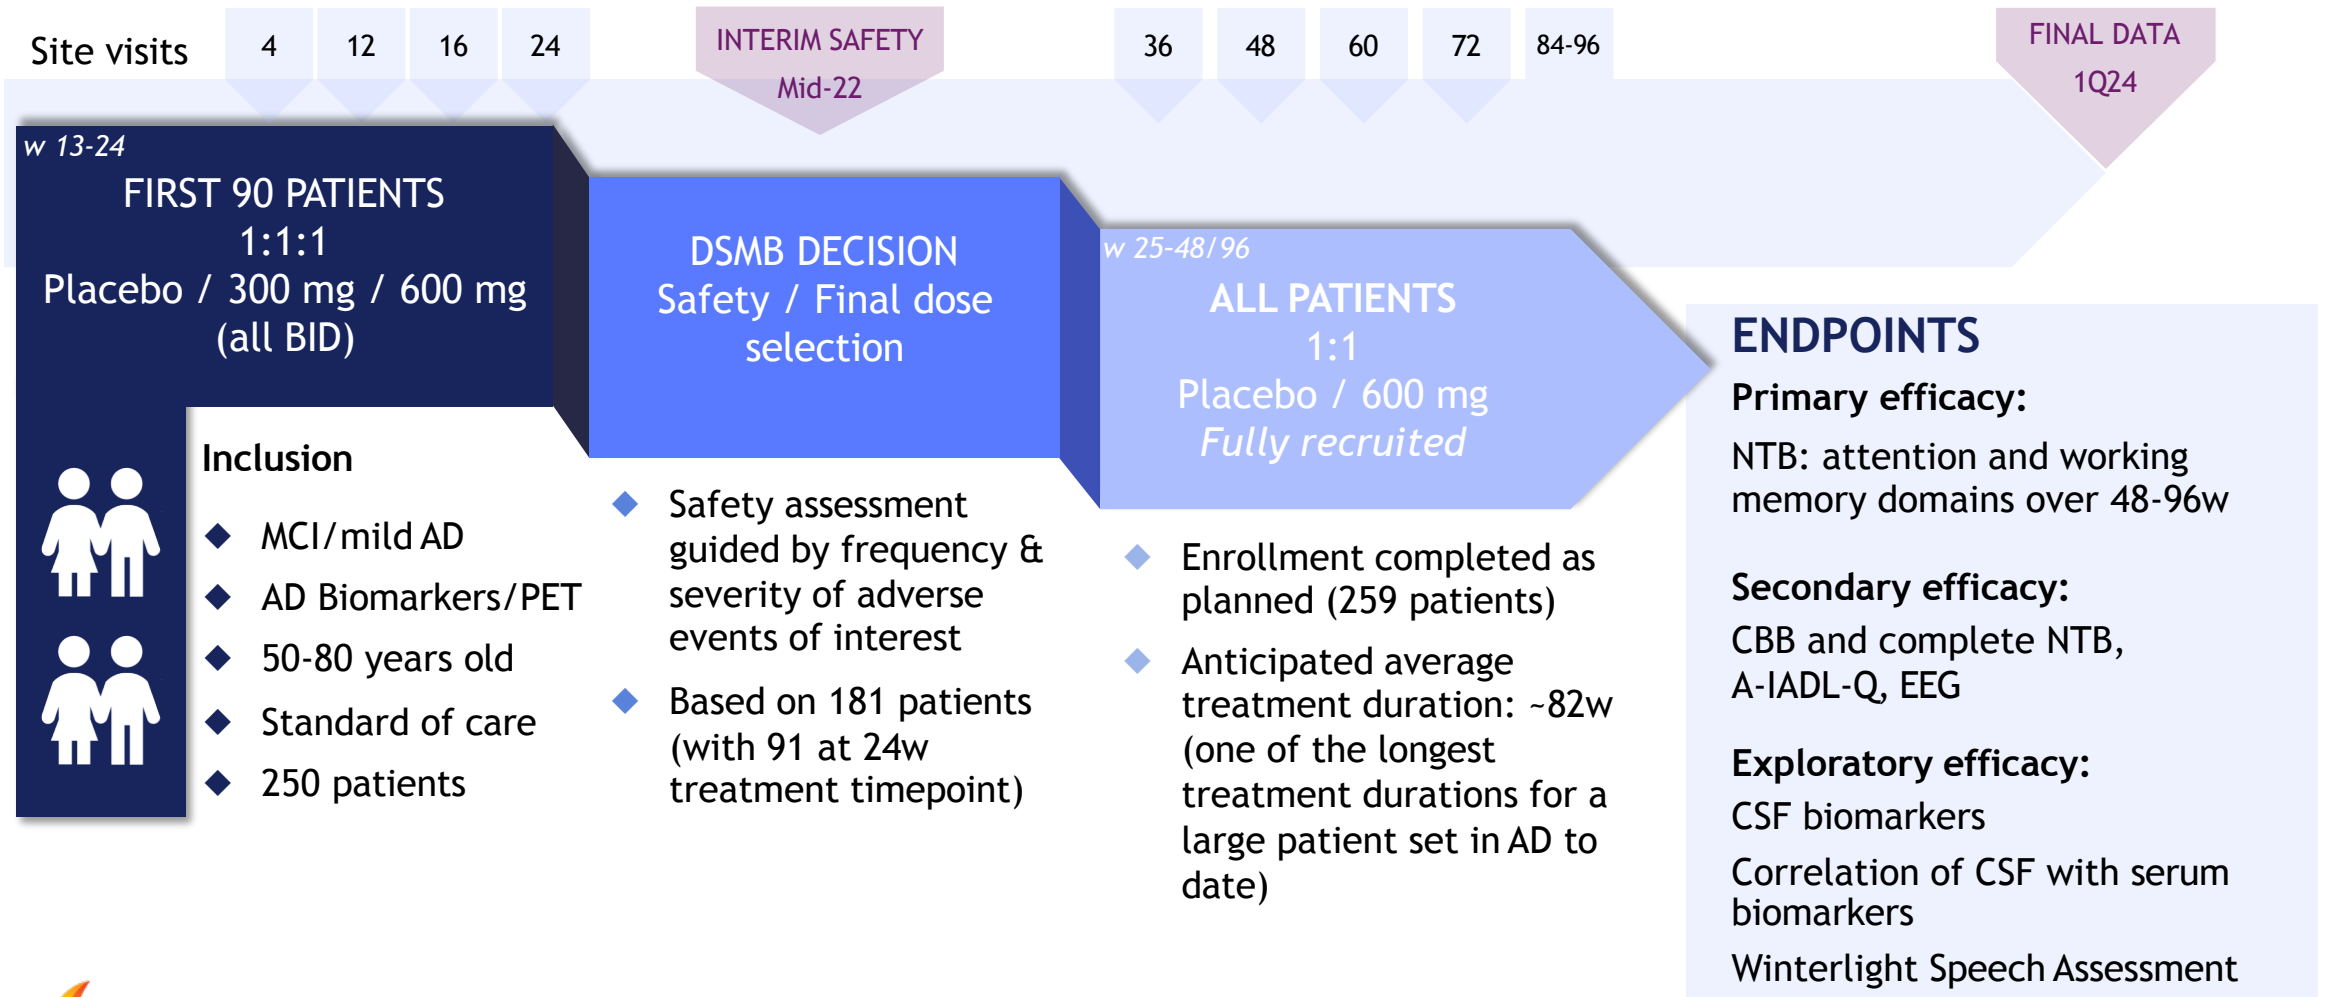 Site visits
4
12
16
24
INTERIM SAFETY
Mid-22
36
48
60
72
84-96
FINAL DATA
1Q24
w 13-24
FIRST 90 PATIENTS
1:1:1
Placebo / 300 mg / 600 mg
(all BID)
DSMB DECISION
Safety / Final dose
selection
w 25-48/96
ALL PATIENTS
1:1
Placebo / 600 mg
Fully recruited
Inclusion
MCI/mild AD
AD Biomarkers/PET
50-80 years old
Standard of care
250 patients
Safety assessment
guided by frequency &
severity of adverse
events of interest
Based on 181 patients
(with 91 at 24w
treatment timepoint)
Enrollment completed as
planned (259 patients)
Anticipated average
treatment duration: ~82w
(one of the longest
treatment durations for a
large patient set in AD to
date)
ENDPOINTS
Primary efficacy:
NTB: attention and working
memory domains over 48-96w
Secondary efficacy:
CBB and complete NTB,
A-IADL-Q, EEG
Exploratory efficacy:
CSF biomarkers
Correlation of CSF with serum
biomarkers
Winterlight Speech Assessment